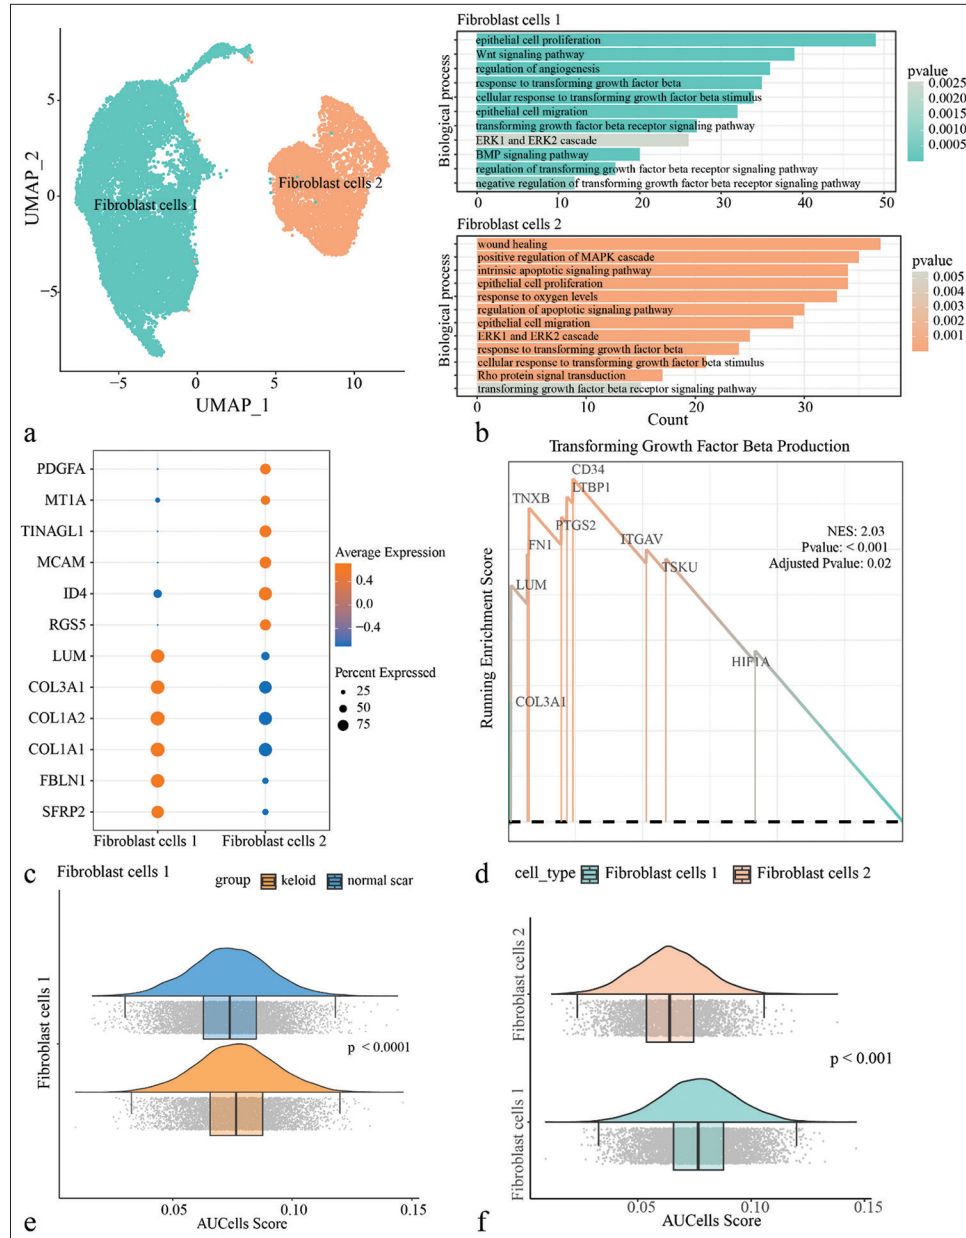 5
0
−5
−5
0
5
10
UMAP_2
UMAP_1
Fibroblast cells 1
Fibroblast cells 2
a
Fibroblast cells 1
Biological process
epithelial cell proliferation
Wnt signaling pathway
regulation of angiogenesis
response to transforming growth factor beta
cellular response to transforming growth factor beta stimulus
epithelial cell migration
transforming growth factor beta receptor signaling pathway
ERK1 and ERK2 cascade
BMP signaling pathway
regulation of transforming growth factor beta receptor signaling pathway
negative regulation of transforming growth factor beta receptor signaling pathway
0 10 20 30 40 50
pvalue
0.0025
0.0020
0.0015
0.0010
0.0005
Fibroblast cells 2
Biological process
wound healing
positive regulation of MAPK cascade
intrinsic apoptotic signaling pathway
epithelial cell proliferation
response to oxygen levels
regulation of apoptotic signaling pathway
epithelial cell migration
ERK1 and ERK2 cascade
response to transforming growth factor beta
cellular response to transforming growth factor beta stimulus
Rho protein signal transduction
transforming growth factor beta receptor signaling pathway
0 10 20 30
Count
pvalue
0.005
0.004
0.003
0.002
0.001
b
PDGFA
MT1A
TINAGL1
MCAM
ID4
RGS5
LUM
COL3A1
COL1A2
COL1A1
FBLN1
SFRP2
Fibroblast cells 1 Fibroblast cells 2
Average Expression
0.4
0.0
−0.4
Percent Expressed
25
50
75
c
Transforming Growth Factor Beta Production
Running Enrichment Score
CD34
LTBP1
TNXB
PTGS2
FN1
ITGAV
TSKU
LUM
HIF1A
COL3A1
NES: 2.03
Pvalue: < 0.001
Adjusted Pvalue: 0.02
d
Fibroblast cells 1
group keloid normal scar
Fibroblast cells 1
p < 0.0001
0.05 0.10 0.15
AUCells Score
e
cell_type Fibroblast cells 1 Fibroblast cells 2
Fibroblast cells 2
Fibroblast cells 1
p < 0.001
0.05 0.10 0.15
AUCells Score
f